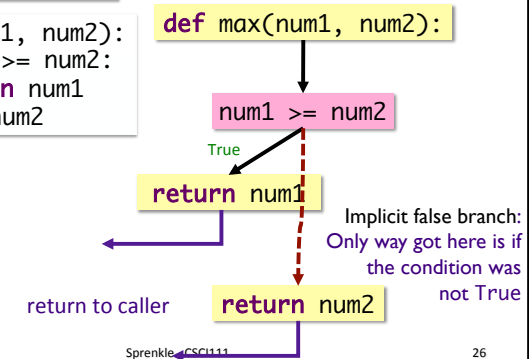 1, num2):
>= num2:
n num1
num2
def max(num1, num2):
num1 >= num2
True
return num1
Implicit false branch:
Only way got here is if
the condition was
not True
return to caller
return num2
Sprenkle CSCI111
26